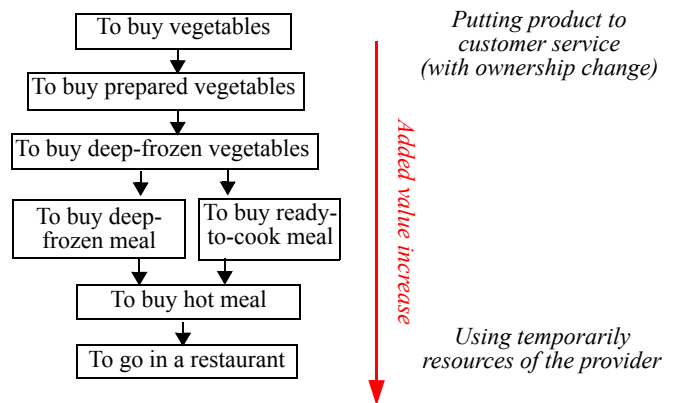 To buy vegetables
To buy prepared vegetables
To buy deep-frozen vegetables
To buy deep-
frozen meal
To buy ready-
to-cook meal
To buy hot meal
To go in a restaurant
Added value increase
Putting product to
customer service
(with ownership change)
Using temporarily
resources of the provider